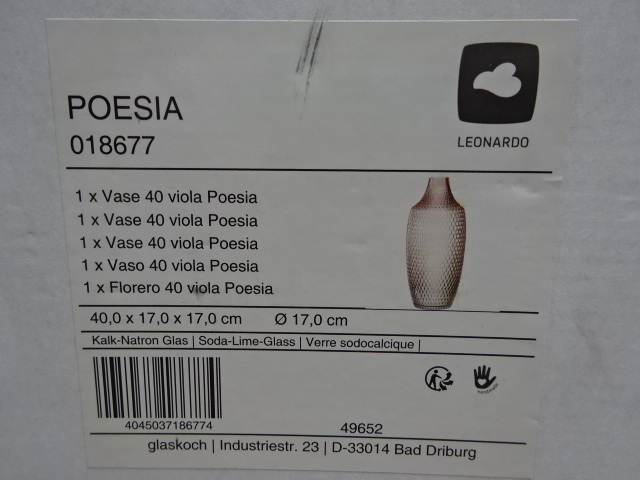 POESIA
018677
LEONARDO
1 x Vase 40 viola Poesia
1 x Vase 40 viola Poesia
1 x Vase 40 viola Poesia
1 x Vaso 40 viola Poesia
1 x Florero 40 viola Poesia
40,0 x 17,0 x 17,0 cm Ø 17,0 cm
Kalk-Natron Glas | Soda-Lime-Glass | Verre sodocalcique |
4045037186774
49652
glaskoch | Industriestr. 23 | D-33014 Bad Driburg